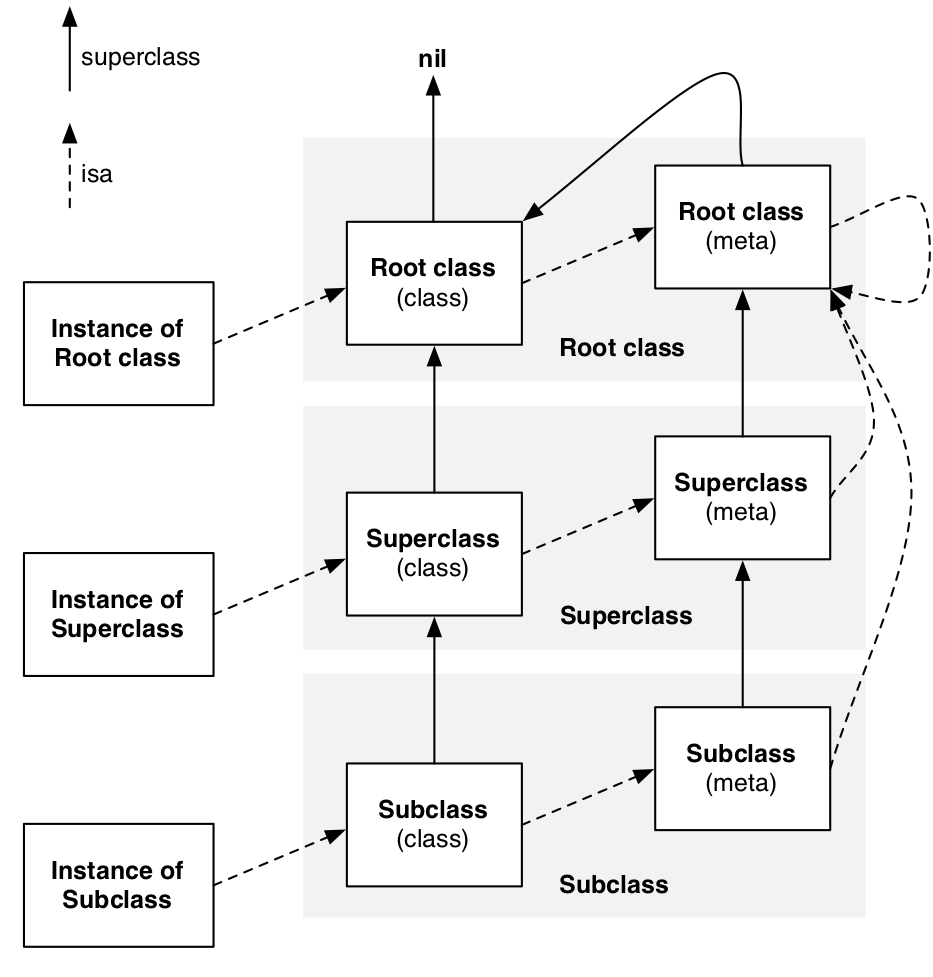 superclass
nil
isa
Root class
(meta)
Root class
(class)
Instance of
Root class
Root class
Superclass
(meta)
Superclass
(class)
Instance of
Superclass
Superclass
Subclass
(meta)
Subclass
(class)
Instance of
Subclass
Subclass